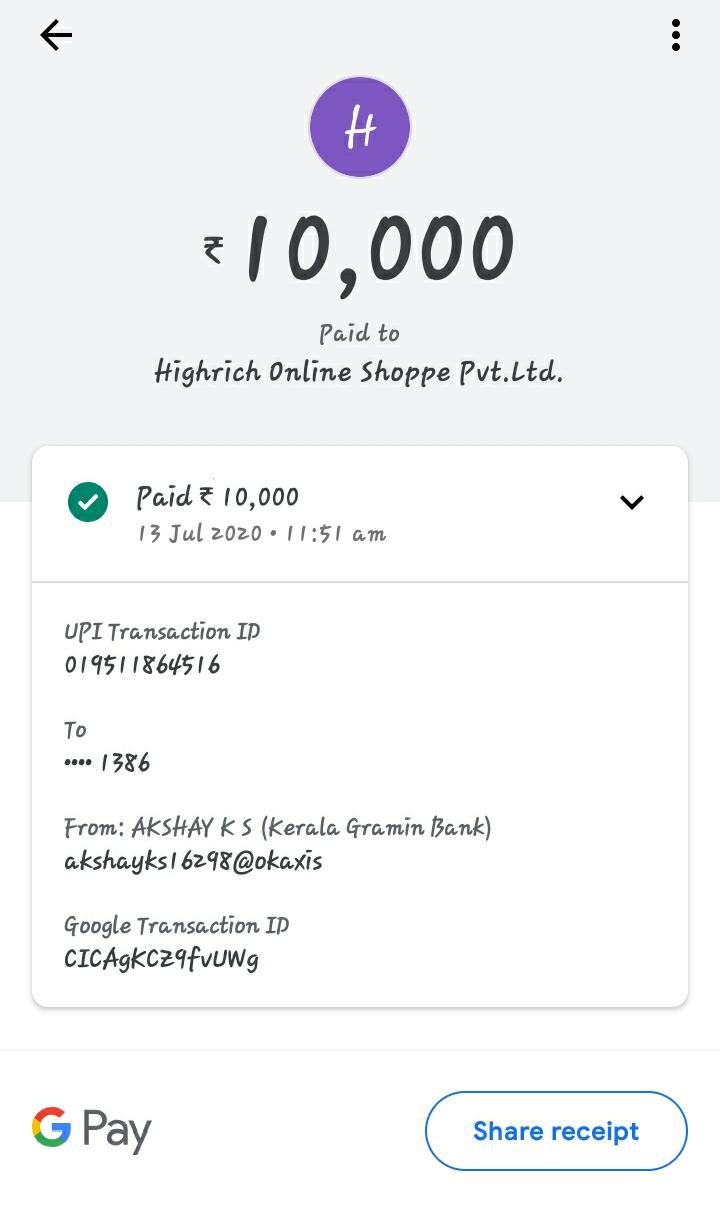 H
₹10,000
Paid to
Highrich Online Shoppe Pvt.Ltd.
Paid ₹ 10,000
13 Jul 2020 • 11:51 am
UPI Transaction ID
019511864516
To
•••• 1386
From: AKSHAY K S (Kerala Gramin Bank)
akshayks16298@okaxis
Google Transaction ID
CICAgKCZ9fvUWg
G Pay
Share receipt